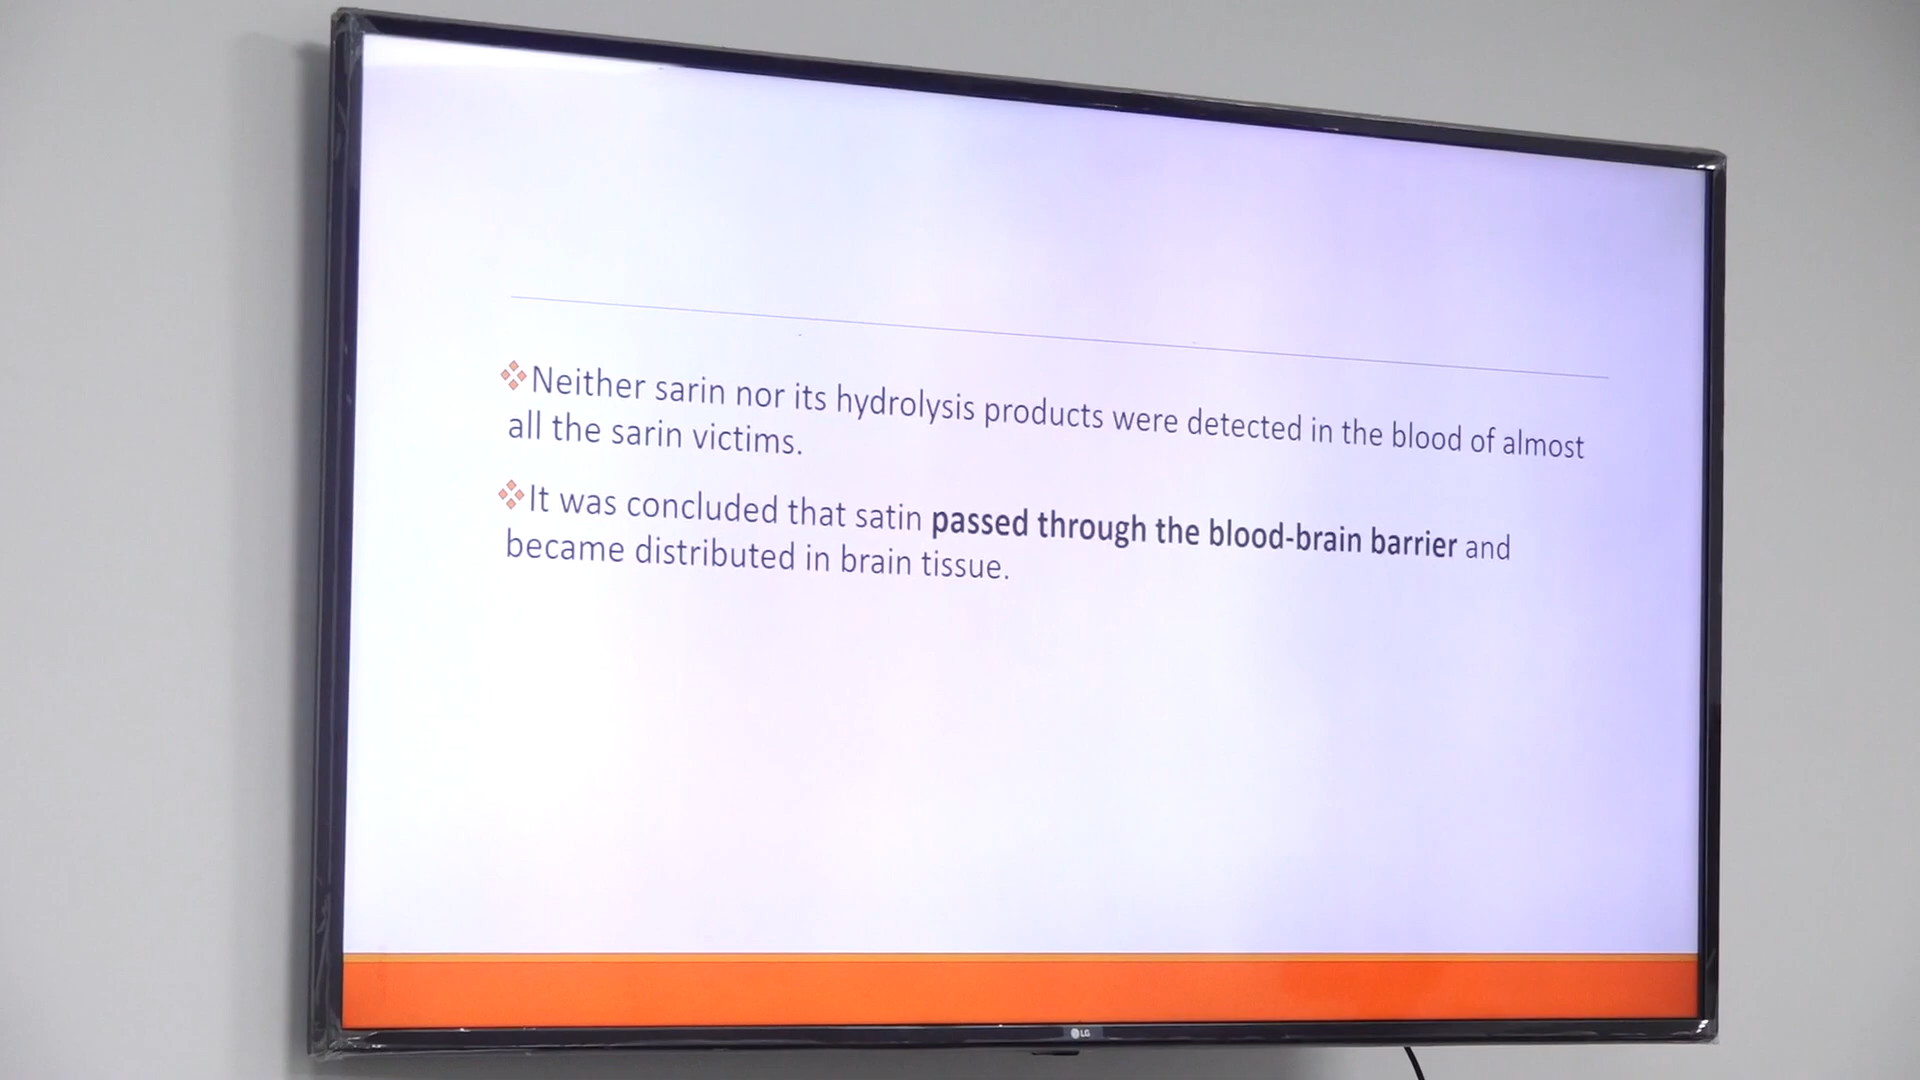 Neither sarin nor its hydrolysis products were detected in the blood of almost
all the sarin victims.
It was concluded that satin passed through the blood-brain barrier and
became distributed in brain tissue.
LG